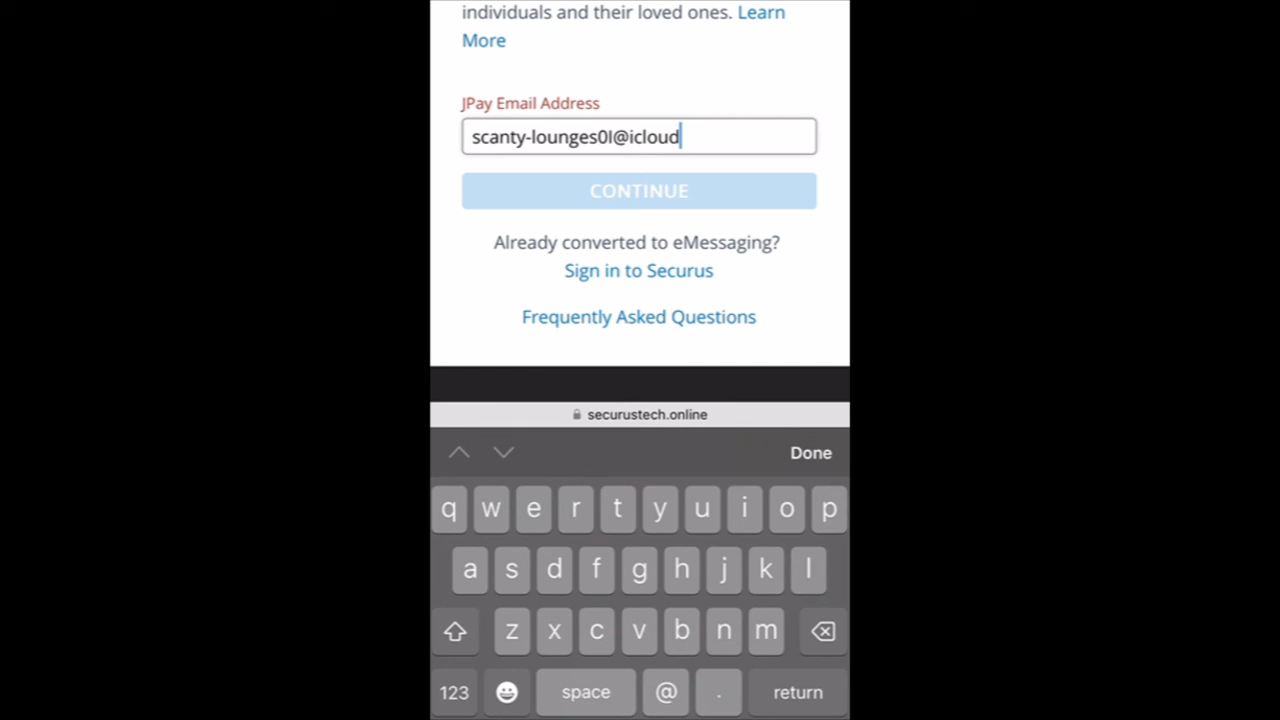 individuals and their loved ones. Learn
More
JPay Email Address
scanty-lounges0l@icloud
CONTINUE
Already converted to eMessaging?
Sign in to Securus
Frequently Asked Questions
securustech.online
Done
q w e r t y u i o p
a s d f g h j k l
z x c v b n m
123 space @ . return